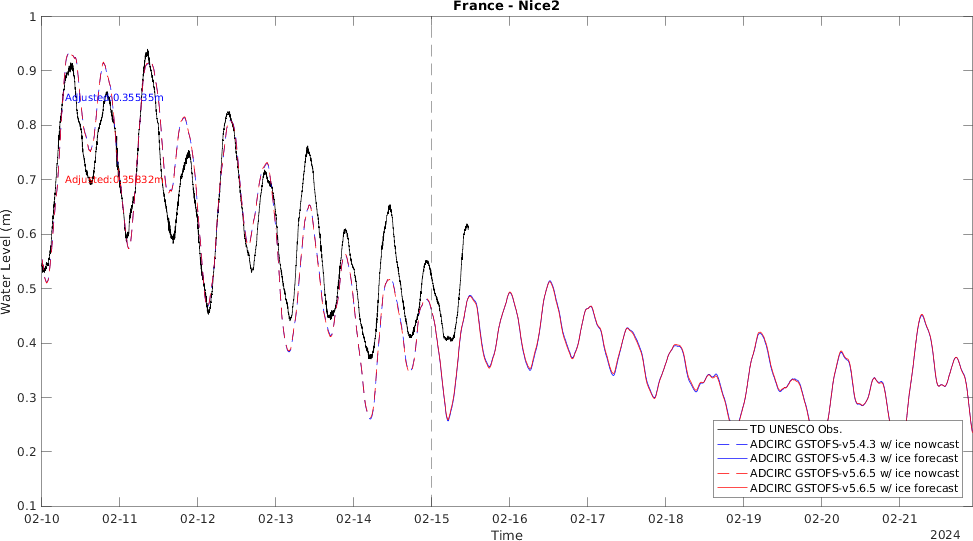 France - Nice2
Water Level (m)
1
0.9
0.8
0.7
0.6
0.5
0.4
0.3
0.2
0.1
Adjusted:0.35535m
Adjusted:0.35832m
TD UNESCO Obs.
ADCIRC GSTOFS-v5.4.3 w/ ice nowcast
ADCIRC GSTOFS-v5.4.3 w/ ice forecast
ADCIRC GSTOFS-v5.6.5 w/ ice nowcast
ADCIRC GSTOFS-v5.6.5 w/ ice forecast
02-10 02-11 02-12 02-13 02-14 02-15 02-16 02-17 02-18 02-19 02-20 02-21
Time
2024